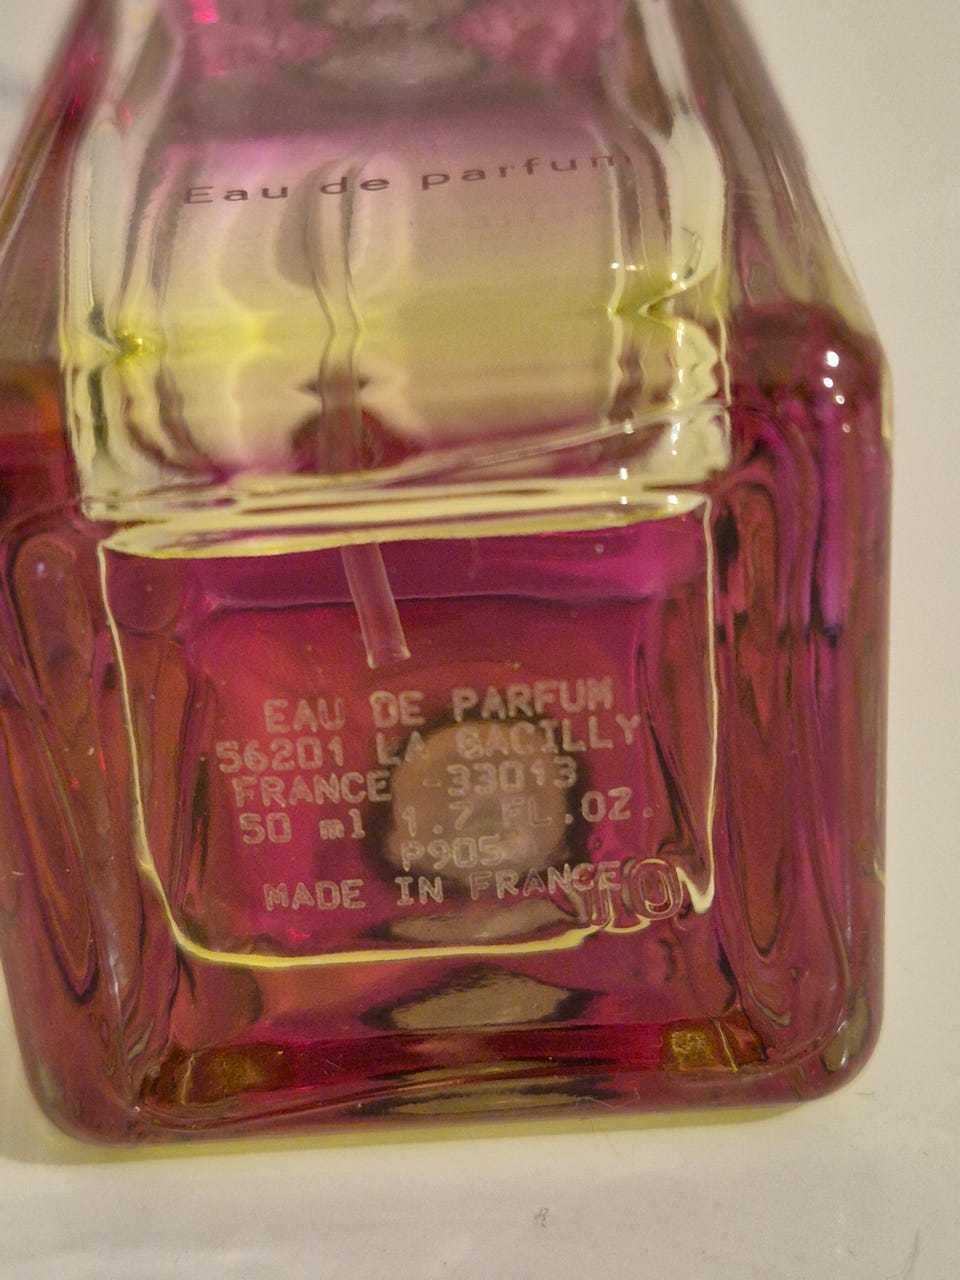 Eau de parfum
EAU DE PARFUM
56201 LA GACILLY
FRANCE -33013
50 ml 1.7 FL.OZ.
P905
MADE IN FRANCE